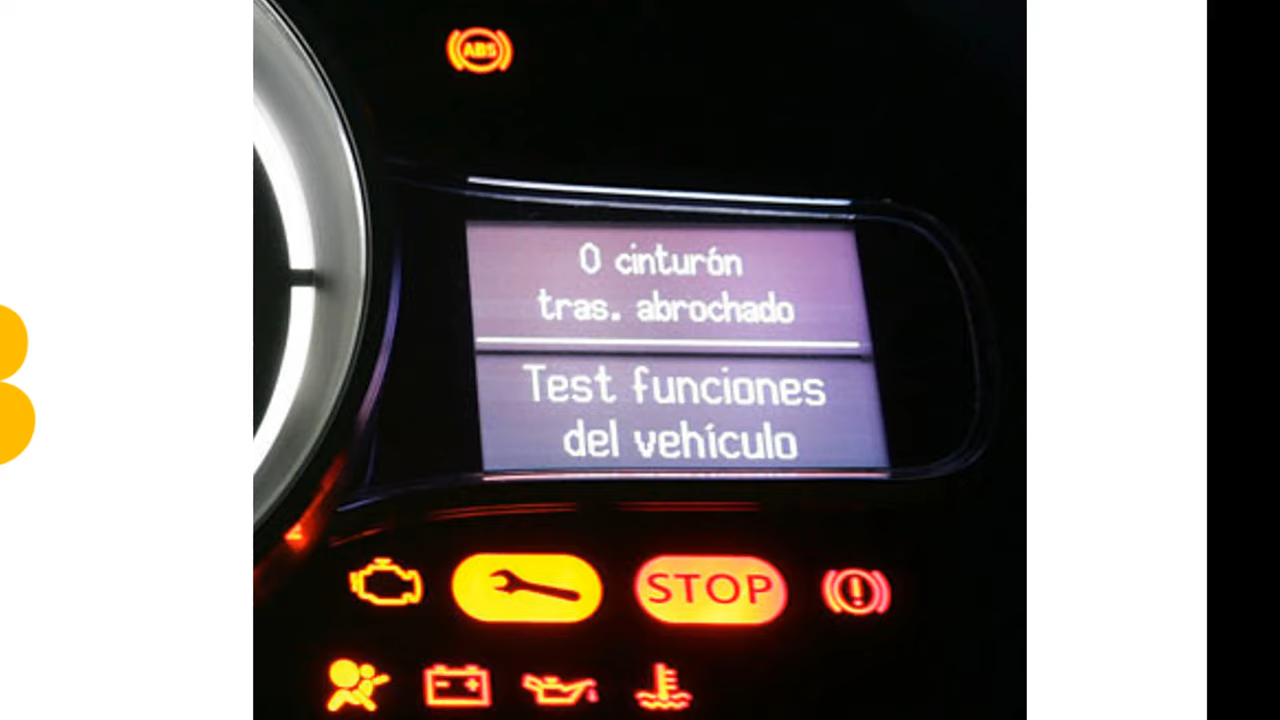 ABS
0 cinturón
tras. abrochado
Test funciones
del vehículo
STOP